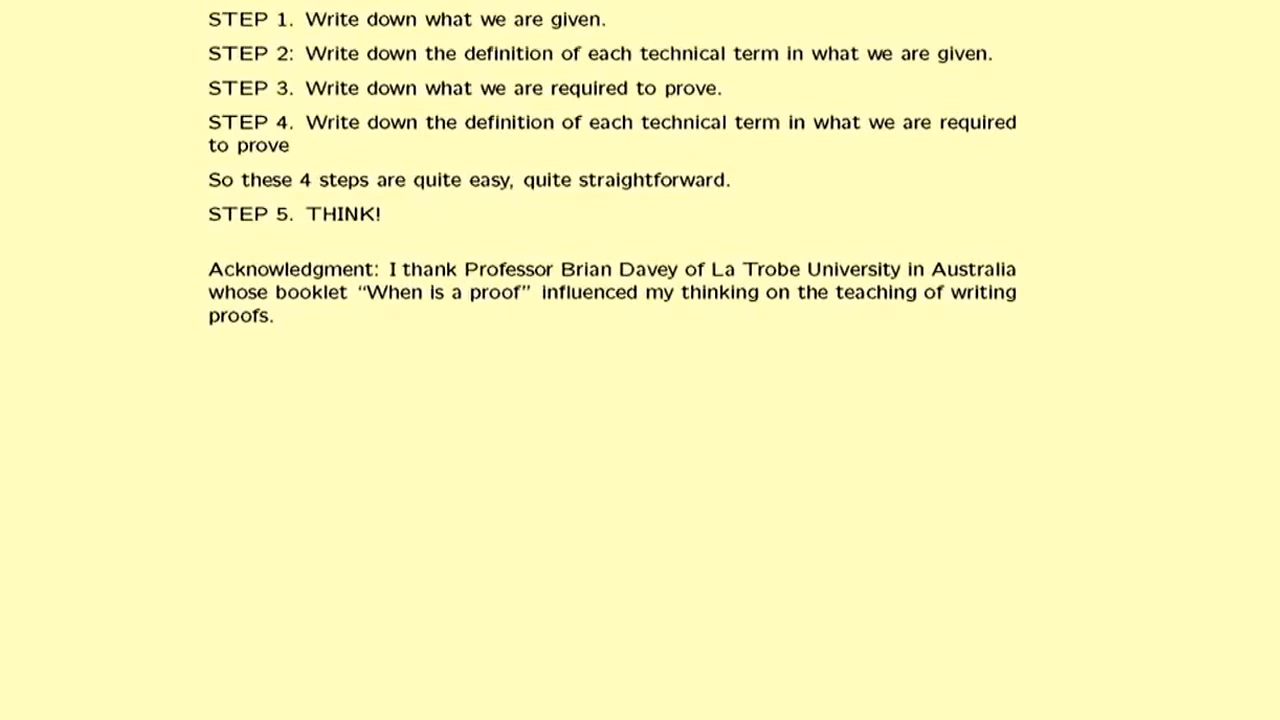 STEP 1. Write down what we are given.
STEP 2: Write down the definition of each technical term in what we are given.
STEP 3. Write down what we are required to prove.
STEP 4. Write down the definition of each technical term in what we are required
to prove
So these 4 steps are quite easy, quite straightforward.
STEP 5. THINK!
Acknowledgment: I thank Professor Brian Davey of La Trobe University in Australia
whose booklet “When is a proof” influenced my thinking on the teaching of writing
proofs.